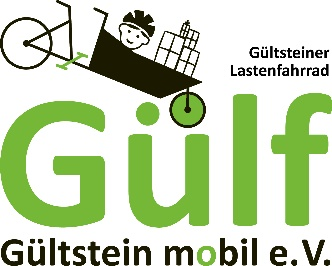 Gültsteiner
Lastenfahrrad
Gülf
Gültstein mobil e.V.